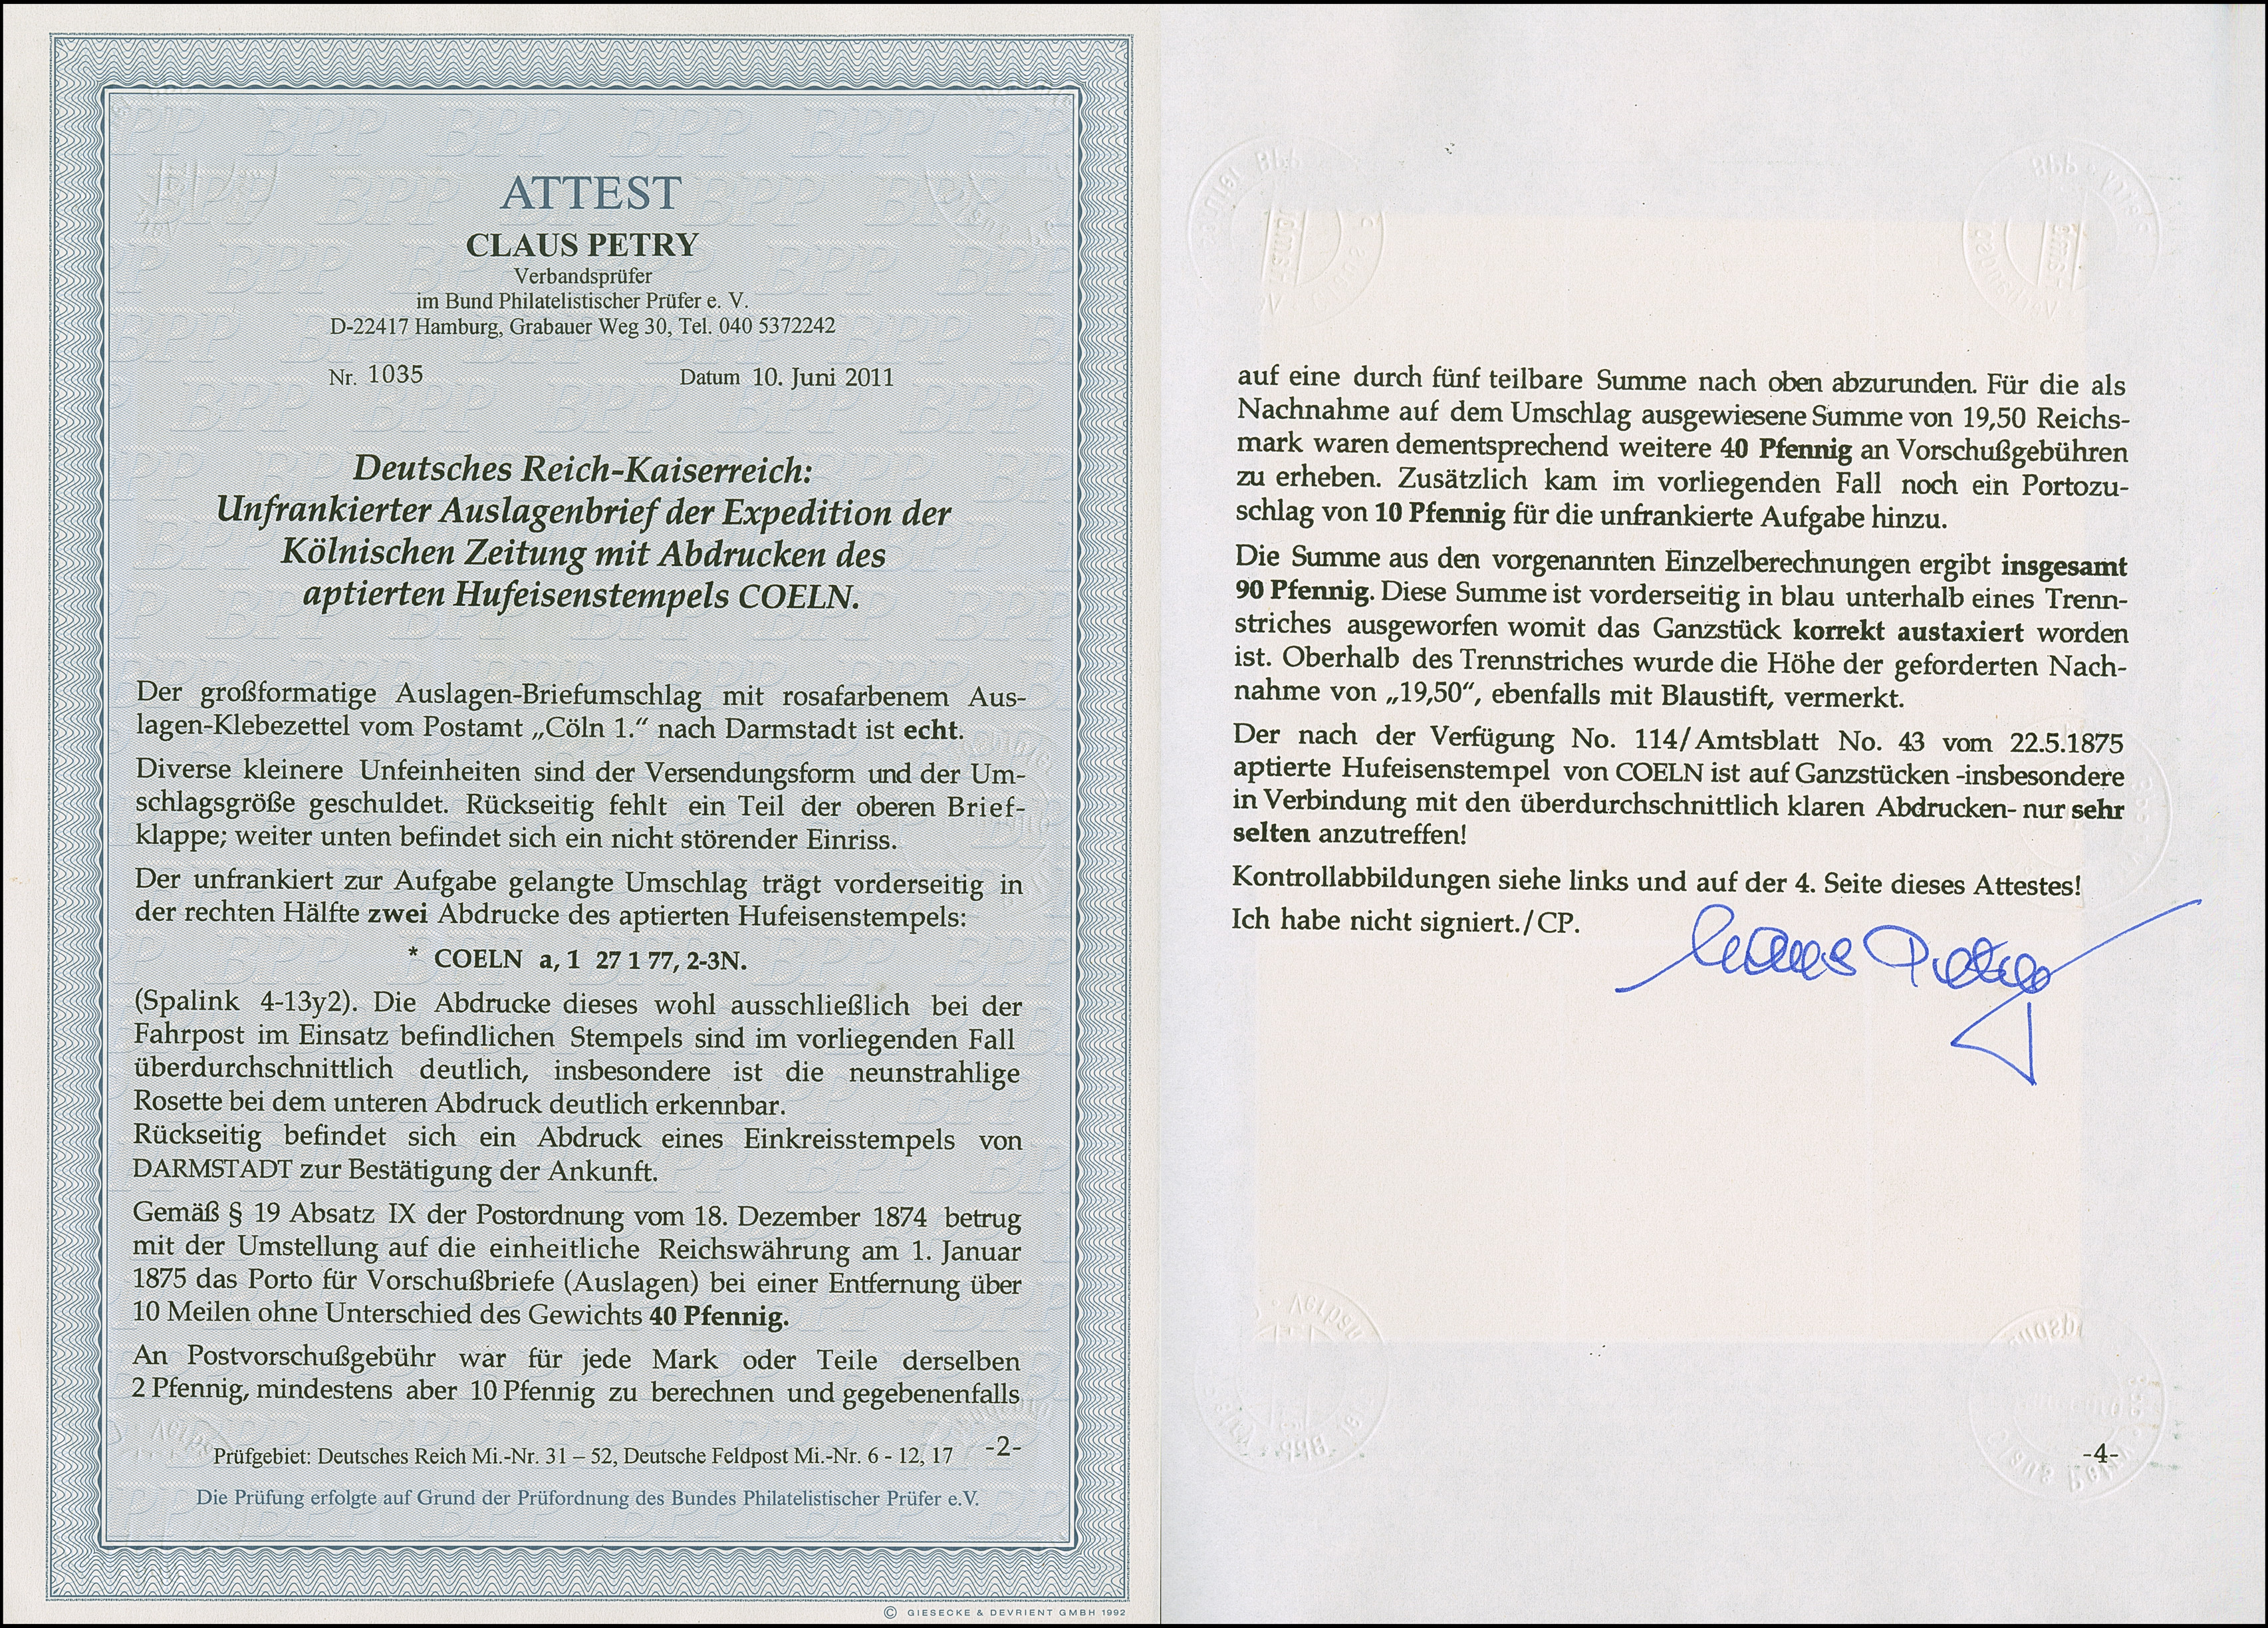 ATTEST
CLAUS PETRY
Verbandsprüfer
im Bund Philatelistischer Prüfer e. V.
D-22417 Hamburg, Grabauer Weg 30, Tel. 040 5372242
Nr. 1035 Datum 10. Juni 2011
Deutsches Reich-Kaiserreich:
Unfrankierter Auslagenbrief der Expedition der
Kölnischen Zeitung mit Abdrucken des
aptierten Hufeisenstempels COELN.
Der großformatige Auslagen-Briefumschlag mit rosafarbenem Aus-
lagen-Klebezettel vom Postamt „Cöln 1.“ nach Darmstadt ist echt.
Diverse kleinere Unfeinheiten sind der Versendungsform und der Um-
schlagsgröße geschuldet. Rückseitig fehlt ein Teil der oberen Brief-
klappe; weiter unten befindet sich ein nicht störender Einriss.
Der unfrankiert zur Aufgabe gelangte Umschlag trägt vorderseitig in
der rechten Hälfte zwei Abdrucke des aptierten Hufeisenstempels:
* COELN a, 1 27 1 77, 2-3N.
(Spalink 4-13y2). Die Abdrucke dieses wohl ausschließlich bei der
Fahrpost im Einsatz befindlichen Stempels sind im vorliegenden Fall
überdurchschnittlich deutlich, insbesondere ist die neunstrahlige
Rosette bei dem unteren Abdruck deutlich erkennbar.
Rückseitig befindet sich ein Abdruck eines Einkreisstempels von
DARMSTADT zur Bestätigung der Ankunft.
Gemäß § 19 Absatz IX der Postordnung vom 18. Dezember 1874 betrug
mit der Umstellung auf die einheitliche Reichswährung am 1. Januar
1875 das Porto für Vorschußbriefe (Auslagen) bei einer Entfernung über
10 Meilen ohne Unterschied des Gewichts 40 Pfennig.
An Postvorschußgebühr war für jede Mark oder Teile derselben
2 Pfennig, mindestens aber 10 Pfennig zu berechnen und gegebenenfalls
Prüfgebiet: Deutsches Reich Mi.-Nr. 31 – 52, Deutsche Feldpost Mi.-Nr. 6 - 12, 17 -2-
Die Prüfung erfolgte auf Grund der Prüfordnung des Bundes Philatelistischer Prüfer e.V.
© GIESECKE & DEVRIENT GMBH 1992
auf eine durch fünf teilbare Summe nach oben abzurunden. Für die als
Nachnahme auf dem Umschlag ausgewiesene Summe von 19,50 Reichs-
mark waren dementsprechend weitere 40 Pfennig an Vorschußgebühren
zu erheben. Zusätzlich kam im vorliegenden Fall noch ein Portozu-
schlag von 10 Pfennig für die unfrankierte Aufgabe hinzu.
Die Summe aus den vorgenannten Einzelberechnungen ergibt insgesamt
90 Pfennig. Diese Summe ist vorderseitig in blau unterhalb eines Trenn-
striches ausgeworfen womit das Ganzstück korrekt austaxiert worden
ist. Oberhalb des Trennstriches wurde die Höhe der geforderten Nach-
nahme von „19,50“, ebenfalls mit Blaustift, vermerkt.
Der nach der Verfügung No. 114/Amtsblatt No. 43 vom 22.5.1875
aptierte Hufeisenstempel von COELN ist auf Ganzstücken -insbesondere
in Verbindung mit den überdurchschnittlich klaren Abdrucken- nur sehr
selten anzutreffen!
Kontrollabbildungen siehe links und auf der 4. Seite dieses Attestes!
Ich habe nicht signiert./CP.
Claus Petry
-4-